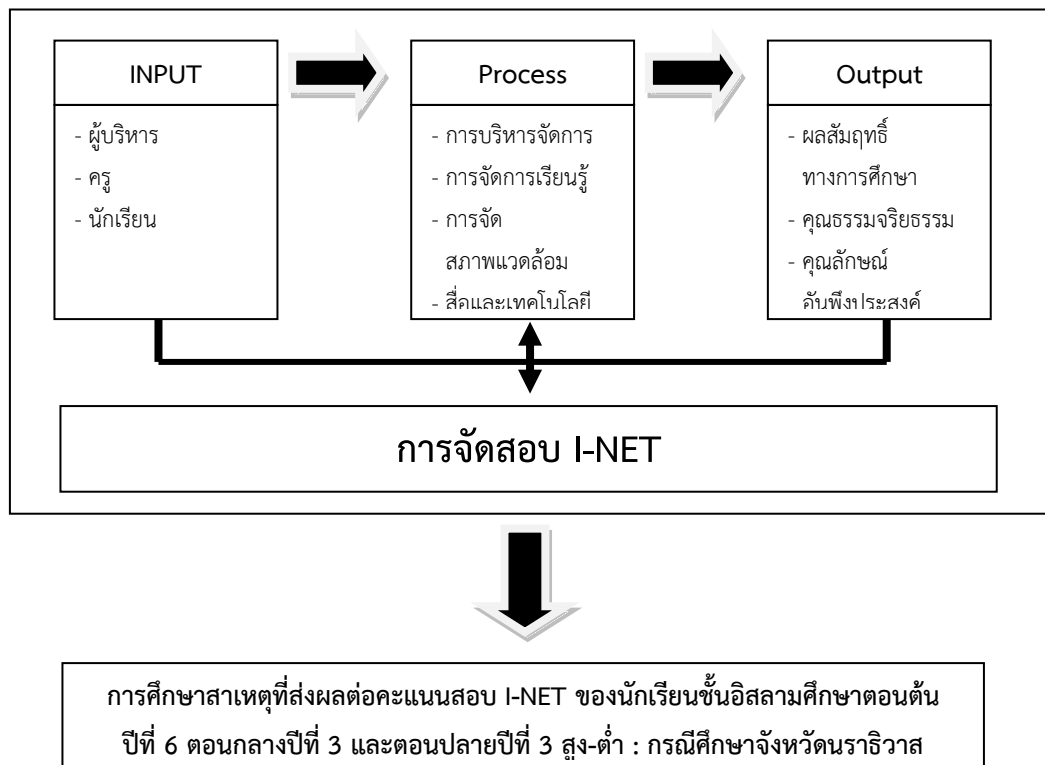 INPUT
- ผู้บริหาร
- ครู
- นักเรียน
Process
- การบริหารจัดการ
- การจัดการเรียนรู้
- การจัด
สภาพแวดล้อม
- สื่อและเทคโนโลยี
Output
- ผลสัมฤทธิ์
ทางการศึกษา
- คุณธรรมจริยธรรม
- คุณลักษณ์
อันพึงประสงค์
การจัดสอบ I-NET
การศึกษาสาเหตุที่ส่งผลต่อคะแนนสอบ I-NET ของนักเรียนชั้นอิสลามศึกษาตอนต้น
ปีที่ 6 ตอนกลางปีที่ 3 และตอนปลายปีที่ 3 สูง-ต่ำ : กรณีศึกษาจังหวัดนราธิวาส